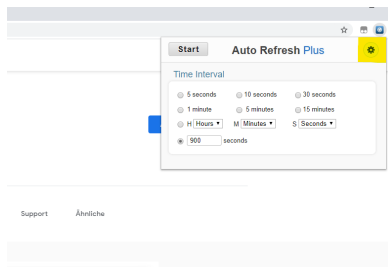 Start Auto Refresh Plus
Time Interval
5 seconds 10 seconds 30 seconds
1 minute 5 minutes 15 minutes
H Hours M Minutes S Seconds
900 seconds
Support Ähnliche